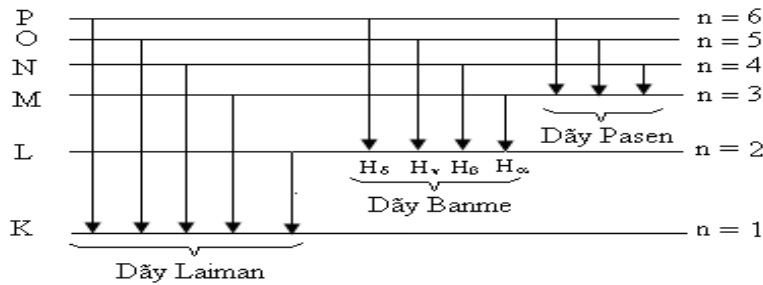 P n = 6
O n = 5
N n = 4
M n = 3
Dãy Pasen
L n = 2
Hδ Hγ Hβ Hα
Dãy Banme
K n = 1
Dãy Laiman